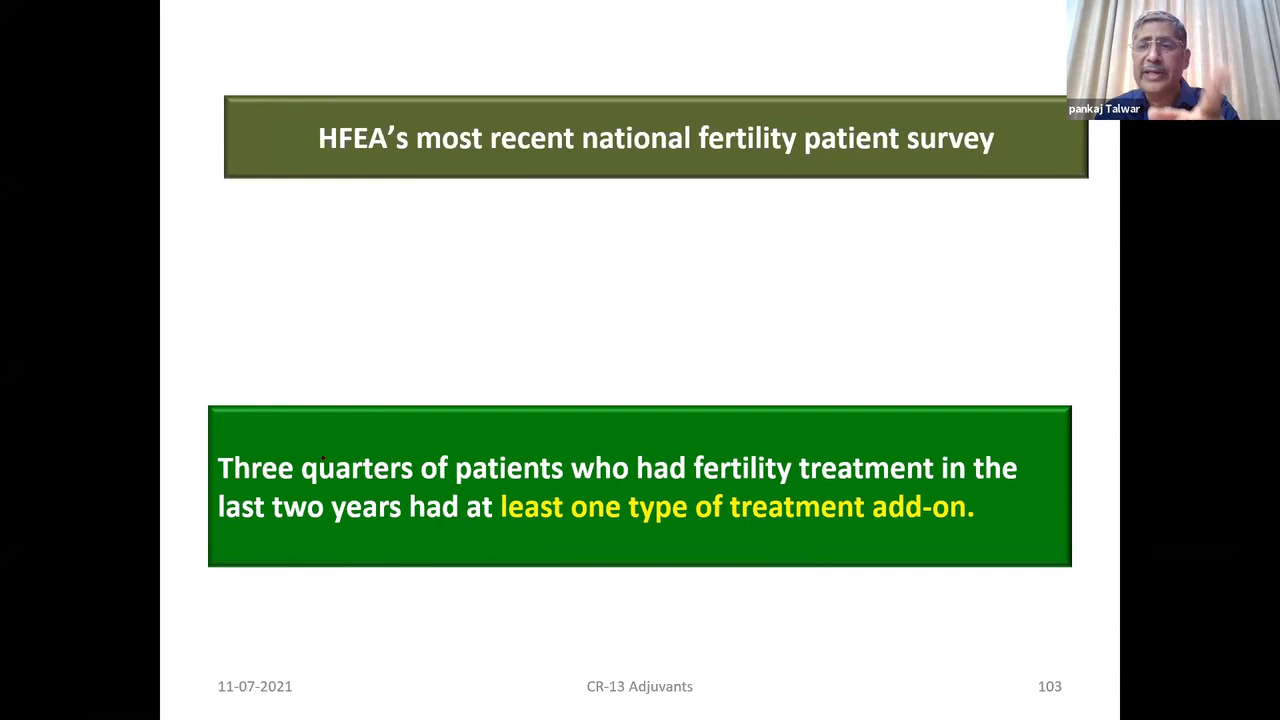 pankaj Talwar
HFEA’s most recent national fertility patient survey
Three quarters of patients who had fertility treatment in the
last two years had at least one type of treatment add-on.
11-07-2021
CR-13 Adjuvants
103